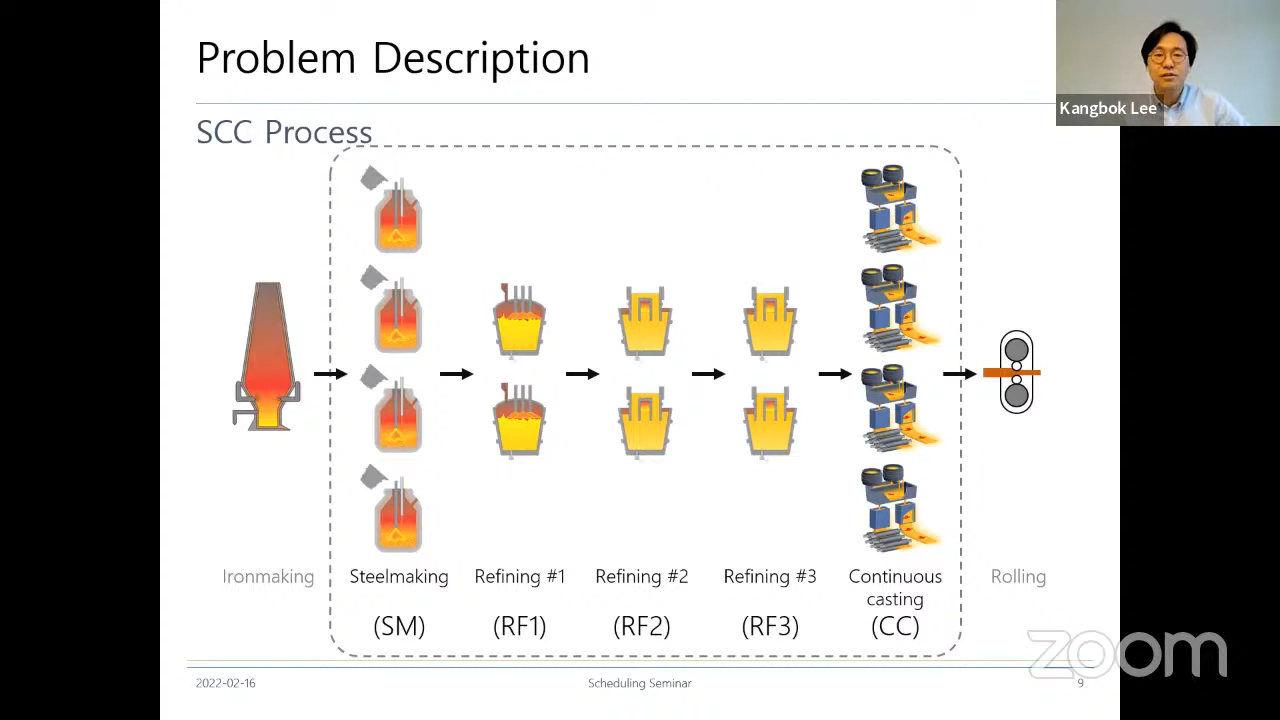 Problem Description
Kangbok Lee
SCC Process
Ironmaking
Steelmaking
Refining #1
Refining #2
Refining #3
Continuous
casting
Rolling
(SM)
(RF1)
(RF2)
(RF3)
(CC)
zoom
2022-02-16
Scheduling Seminar
9